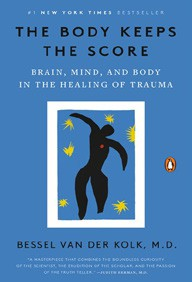 #1 NEW YORK TIMES BESTSELLER
THE BODY KEEPS
THE SCORE
BRAIN, MIND, AND BODY
IN THE HEALING OF TRAUMA
BESSEL VAN DER KOLK, M.D.
"A MASTERPIECE THAT COMBINES THE BOUNDLESS CURIOSITY
OF THE SCIENTIST, THE ERUDITION OF THE SCHOLAR, AND THE PASSION
OF THE TRUTH TELLER." —JUDITH HERMAN, M.D.